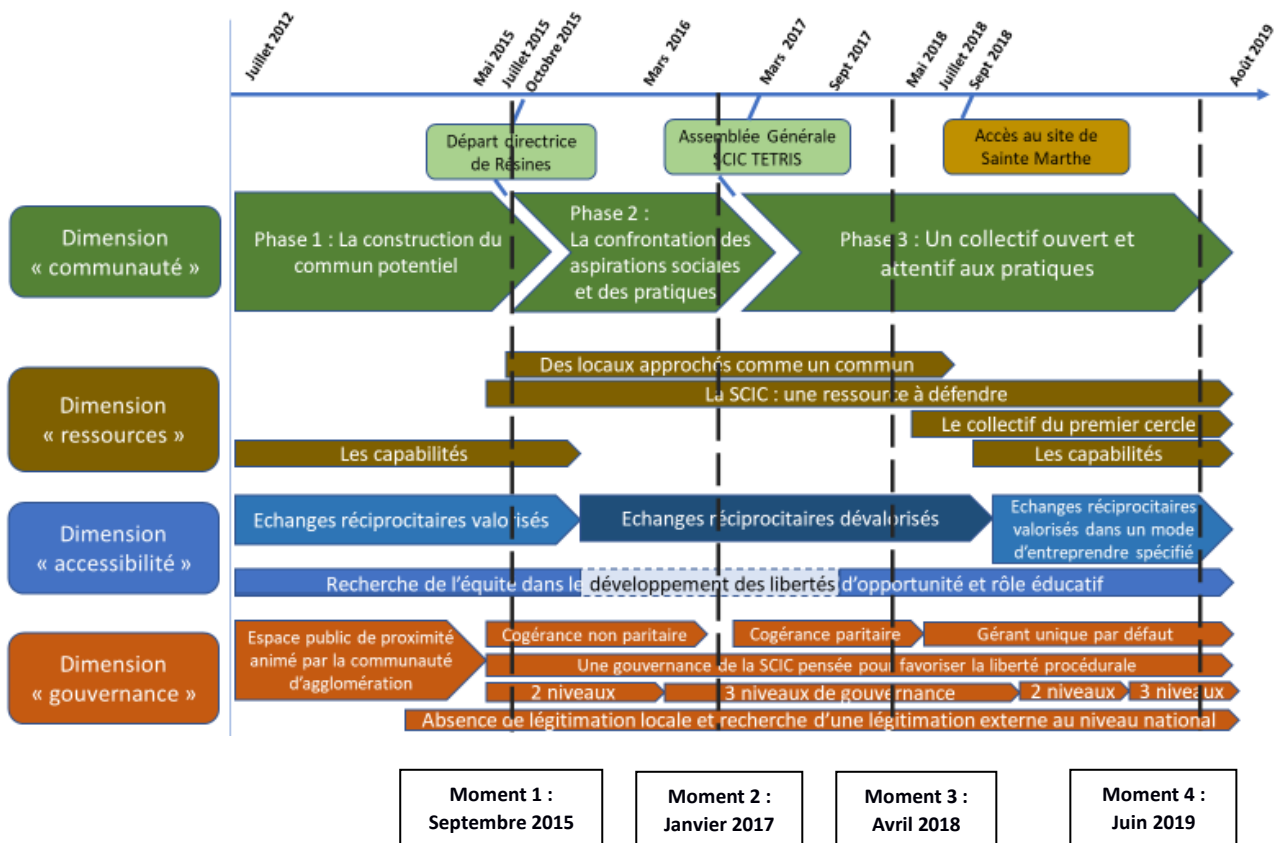 Juillet 2012
Mai 2015
Juillet 2015
Octobre 2015
Mars 2016
Mars 2017
Sept 2017
Mai 2018
Juillet 2018
Sept 2018
Août 2019
Départ directrice
de Résines
Assemblée Générale
SCIC TETRIS
Accès au site de
Sainte Marthe
Dimension
« communauté »
Phase 1 : La construction du
commun potentiel
Phase 2 :
La confrontation des
aspirations sociales
et des pratiques
Phase 3 : Un collectif ouvert et
attentif aux pratiques
Dimension
« ressources »
Des locaux approchés comme un commun
La SCIC : une ressource à défendre
Le collectif du premier cercle
Les capabilités
Les capabilités
Dimension
« accessibilité »
Echanges réciprocitaires valorisés
Echanges réciprocitaires dévalorisés
Echanges réciprocitaires
valorisés dans un mode
d'entreprendre spécifié
Recherche de l'équite dans le développement des libertés d'opportunité et rôle éducatif
Dimension
« gouvernance »
Espace public de proximité
animé par la communauté
d'agglomération
Cogérance non paritaire
Cogérance paritaire
Gérant unique par défaut
Une gouvernance de la SCIC pensée pour favoriser la liberté procédurale
2 niveaux
3 niveaux de gouvernance
2 niveaux
3 niveaux
Absence de légitimation locale et recherche d'une légitimation externe au niveau national
Moment 1 :
Septembre 2015
Moment 2 :
Janvier 2017
Moment 3 :
Avril 2018
Moment 4 :
Juin 2019